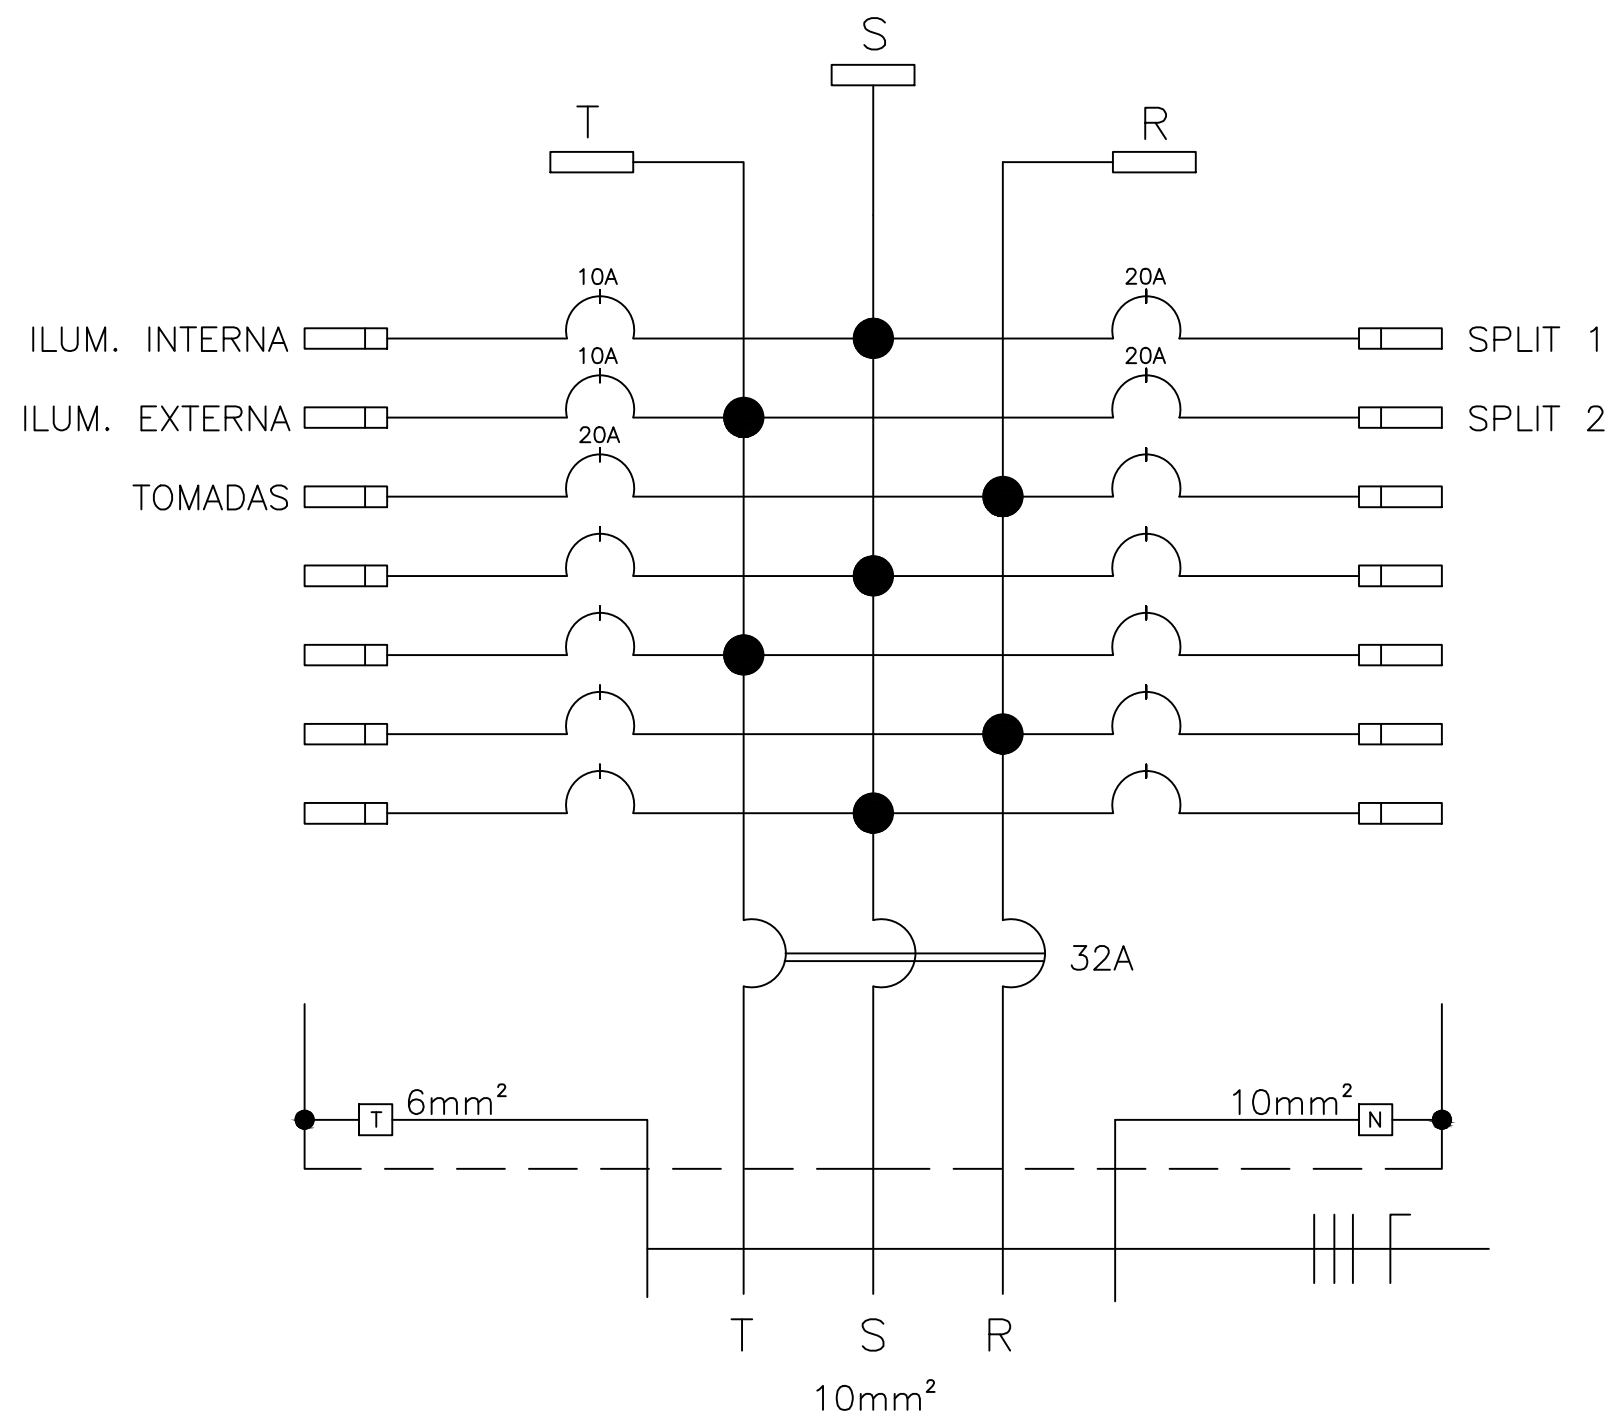 S
T
R
10A
20A
ILUM. INTERNA
SPLIT 1
10A
20A
ILUM. EXTERNA
SPLIT 2
20A
TOMADAS
32A
T
6mm²
10mm²
N
T S R
10mm²